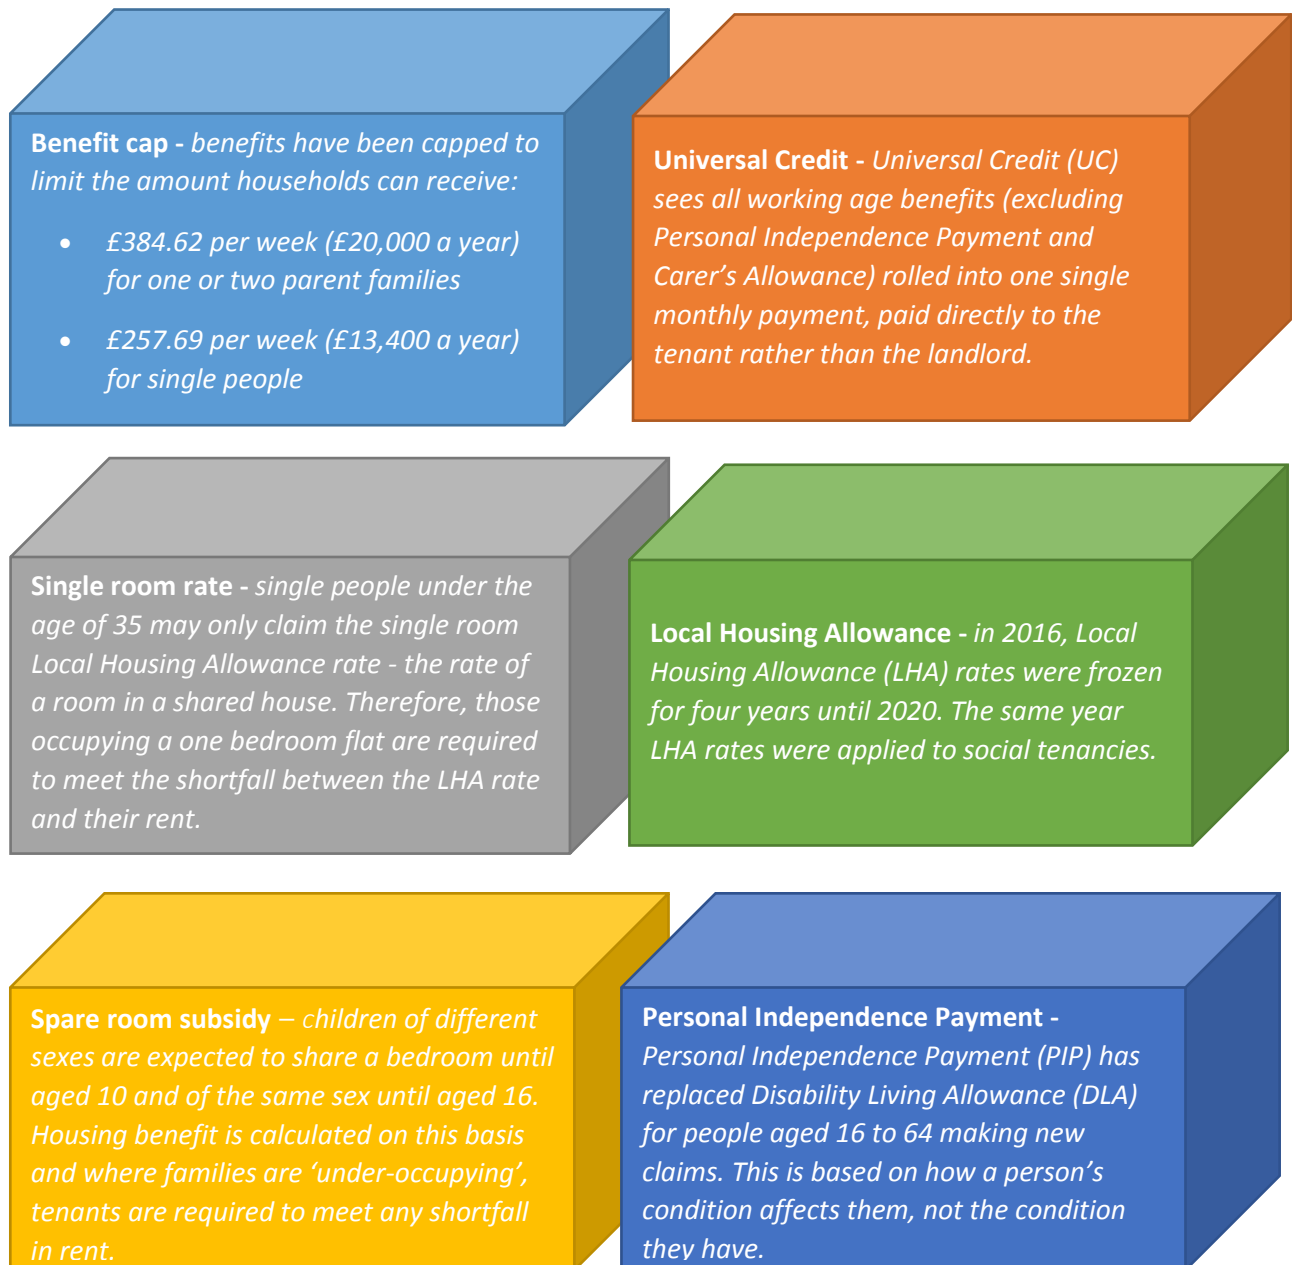 Benefit cap - benefits have been capped to
limit the amount households can receive:
• £384.62 per week (£20,000 a year)
for one or two parent families
• £257.69 per week (£13,400 a year)
for single people
Universal Credit - Universal Credit (UC)
sees all working age benefits (excluding
Personal Independence Payment and
Carer’s Allowance) rolled into one single
monthly payment, paid directly to the
tenant rather than the landlord.
Single room rate - single people under the
age of 35 may only claim the single room
Local Housing Allowance rate - the rate of
a room in a shared house. Therefore, those
occupying a one bedroom flat are required
to meet the shortfall between the LHA rate
and their rent.
Local Housing Allowance - in 2016, Local
Housing Allowance (LHA) rates were frozen
for four years until 2020. The same year
LHA rates were applied to social tenancies.
Spare room subsidy – children of different
sexes are expected to share a bedroom until
aged 10 and of the same sex until aged 16.
Housing benefit is calculated on this basis
and where families are ‘under-occupying’,
tenants are required to meet any shortfall
in rent.
Personal Independence Payment -
Personal Independence Payment (PIP) has
replaced Disability Living Allowance (DLA)
for people aged 16 to 64 making new
claims. This is based on how a person’s
condition affects them, not the condition
they have.